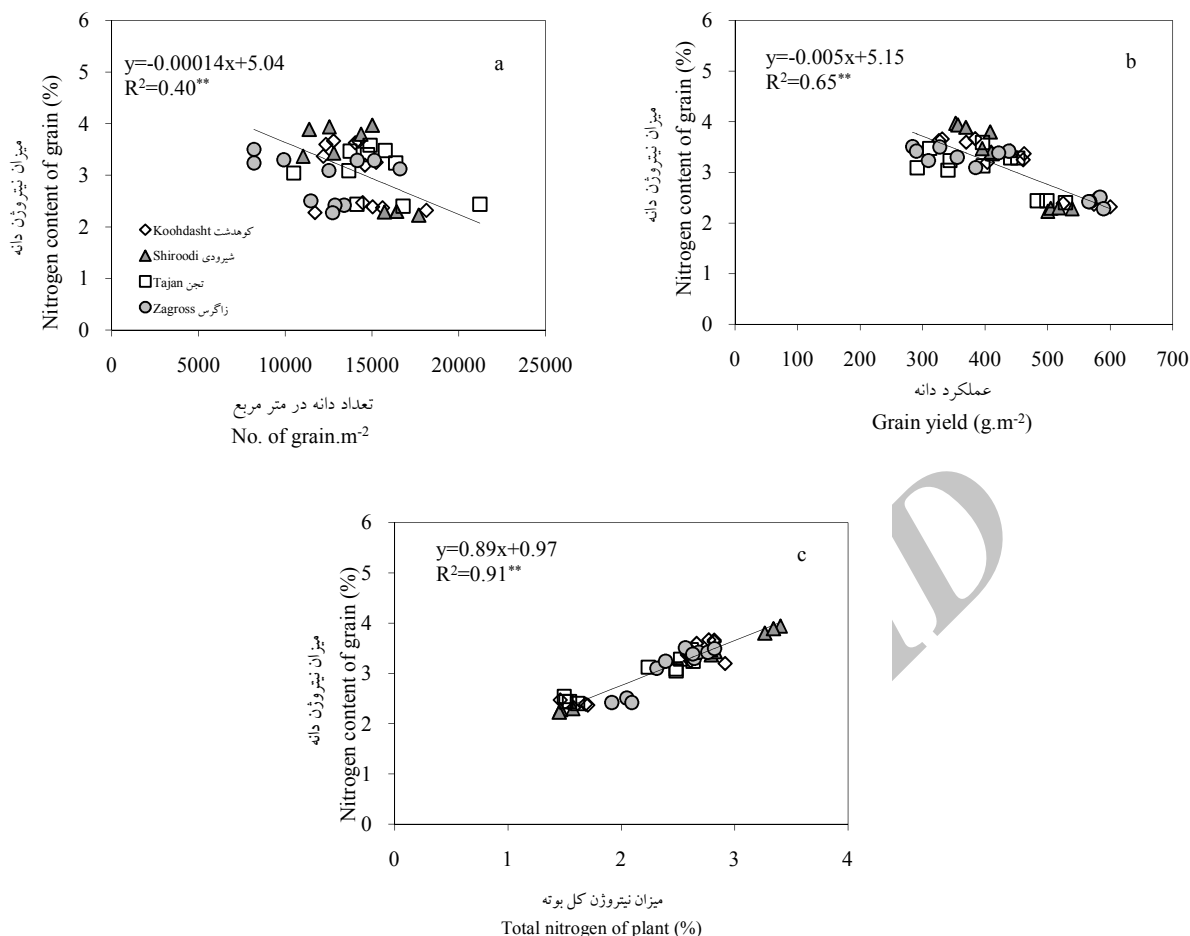 6
5
4
3
2
1
0
میزان نیتروژن دانه
Nitrogen content of grain (%)
y=-0.00014x+5.04
R²=0.40**
a
کوهدشت Koohdasht
شیرودی Shiroodi
تجن Tajan
زاگرس Zagross
0 5000 10000 15000 20000 25000
تعداد دانه در متر مربع
No. of grain.m⁻²
6
5
4
3
2
1
0
میزان نیتروژن دانه
Nitrogen content of grain (%)
y=-0.005x+5.15
R²=0.65**
b
0 100 200 300 400 500 600 700
عملکرد دانه
Grain yield (g.m⁻²)
6
5
4
3
2
1
0
میزان نیتروژن دانه
Nitrogen content of grain (%)
y=0.89x+0.97
R²=0.91**
c
0 1 2 3 4
میزان نیتروژن کل بوته
Total nitrogen of plant (%)